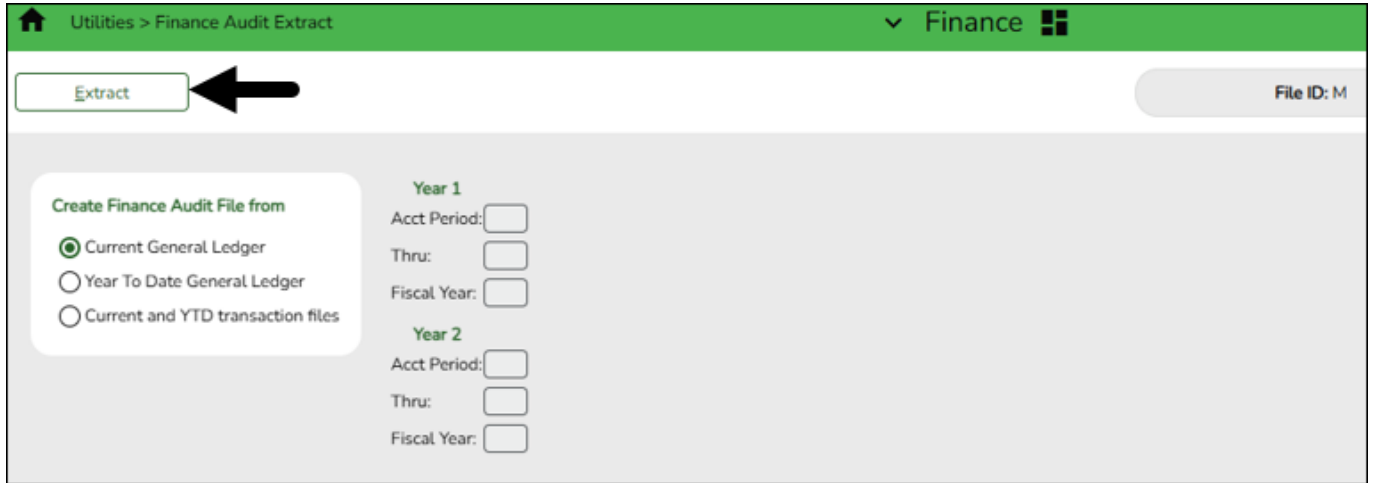 Utilities > Finance Audit Extract
Finance
Extract
File ID: M
Create Finance Audit File from
Current General Ledger
Year To Date General Ledger
Current and YTD transaction files
Year 1
Acct Period:
Thru:
Fiscal Year:
Year 2
Acct Period:
Thru:
Fiscal Year: